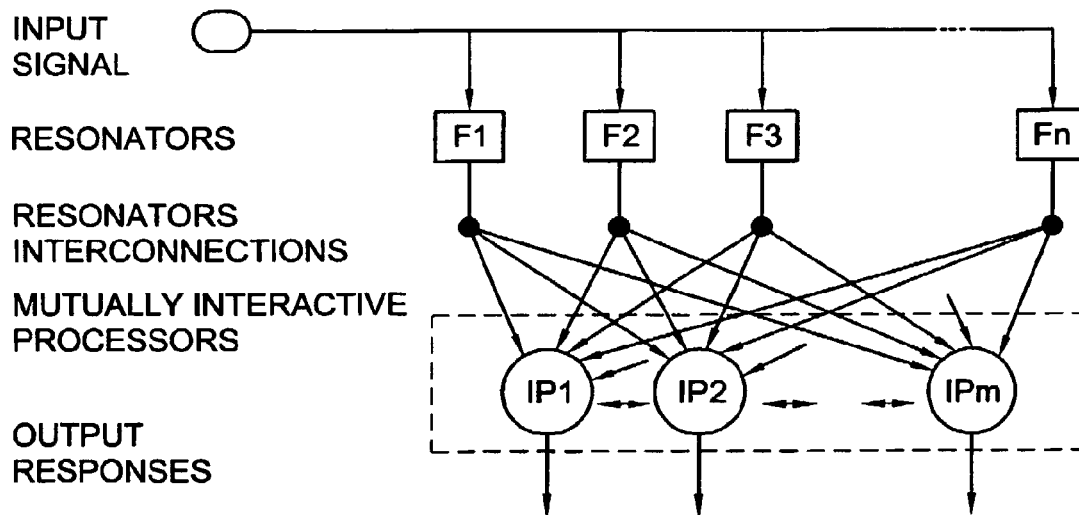 INPUT
SIGNAL
RESONATORS
F1 F2 F3 Fn
RESONATORS
INTERCONNECTIONS
MUTUALLY INTERACTIVE
PROCESSORS
IP1 IP2 IPm
OUTPUT
RESPONSES